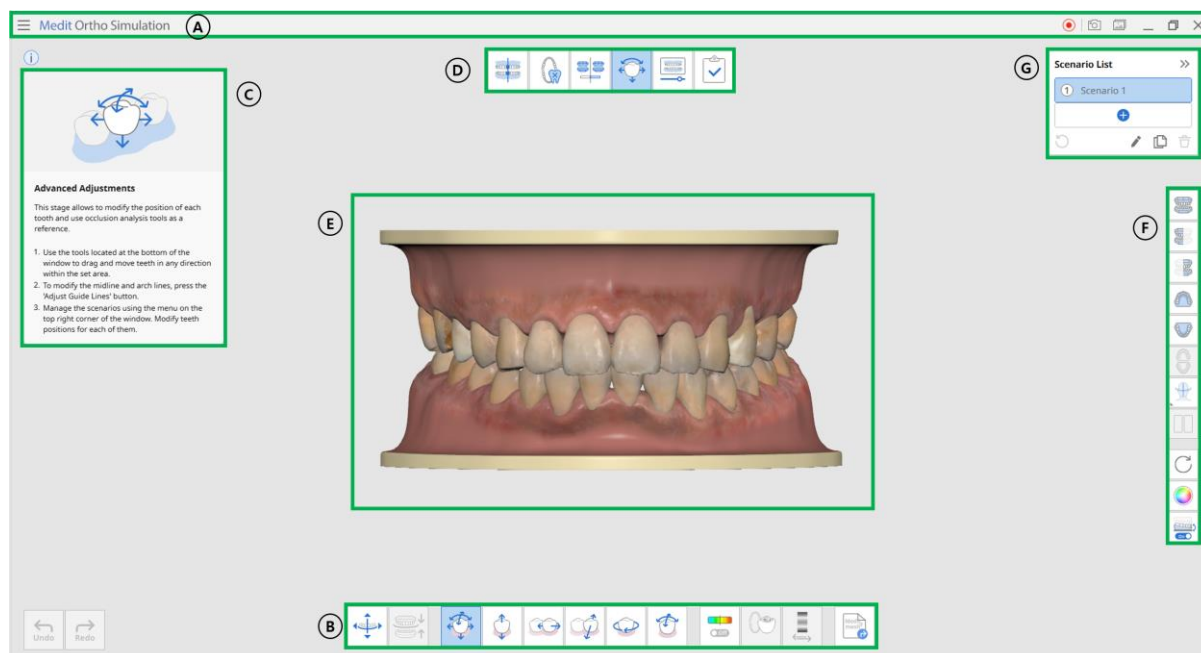 Medit Ortho Simulation
A
i
C
D
G
Scenario List
1 Scenario 1
Advanced Adjustments
This stage allows to modify the position of each
tooth and use occlusion analysis tools as a
reference.
1. Use the tools located at the bottom of the
window to drag and move teeth in any direction
within the set area.
2. To modify the midline and arch lines, press the
'Adjust Guide Lines' button.
3. Manage the scenarios using the menu on the
top right corner of the window. Modify teeth
positions for each of them.
E
F
ON
B
Undo
Redo